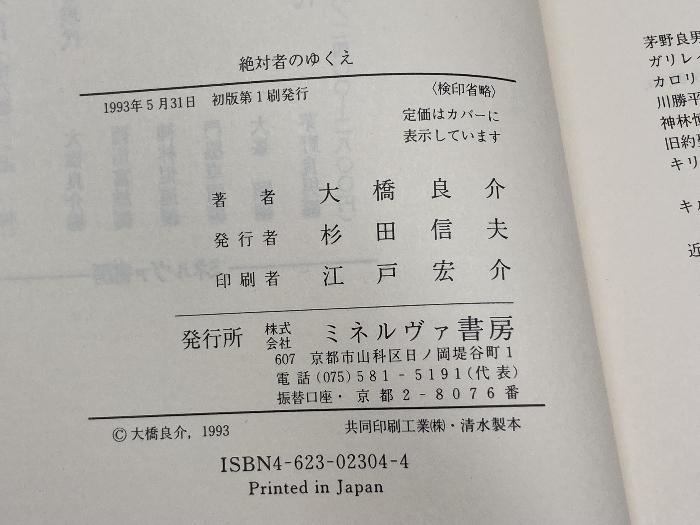 絶対者のゆくえ
1993年5月31日 初版第1刷発行 〈検印省略〉
定価はカバーに
表示しています
著者 大橋良介
発行者 杉田信夫
印刷者 江戸宏介
発行所 株式会社 ミネルヴァ書房
607 京都市山科区日ノ岡堤谷町1
電話(075)581-5191(代表)
振替口座・京都2-8076番
©大橋良介, 1993 共同印刷工業㈱・清水製本
ISBN4-623-02304-4
Printed in Japan
茅野良男
ガリレイ
カロリ
川勝平
神林恒
旧約聖
キリ
キル
近